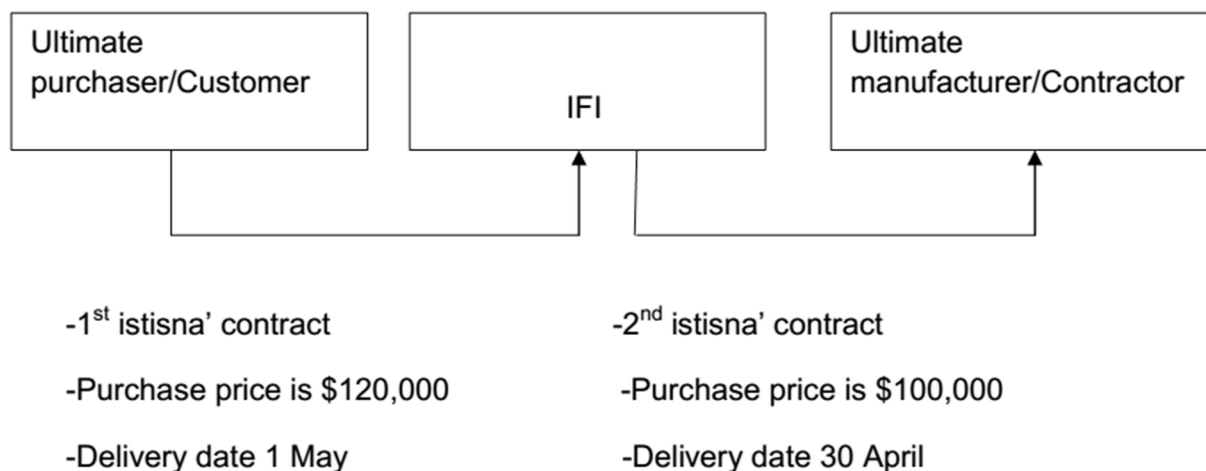 Ultimate
purchaser/Customer
IFI
Ultimate
manufacturer/Contractor
-1st istisna’ contract
-Purchase price is $120,000
-Delivery date 1 May
-2nd istisna’ contract
-Purchase price is $100,000
-Delivery date 30 April